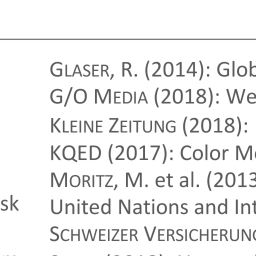 GLASER, R. (2014): Glob
G/O MEDIA (2018): We
KLEINE ZEITUNG (2018):
KQED (2017): Color M
MORITZ, M. et al. (2013
sk
United Nations and Int
SCHWEIZER VERSICHERUNG